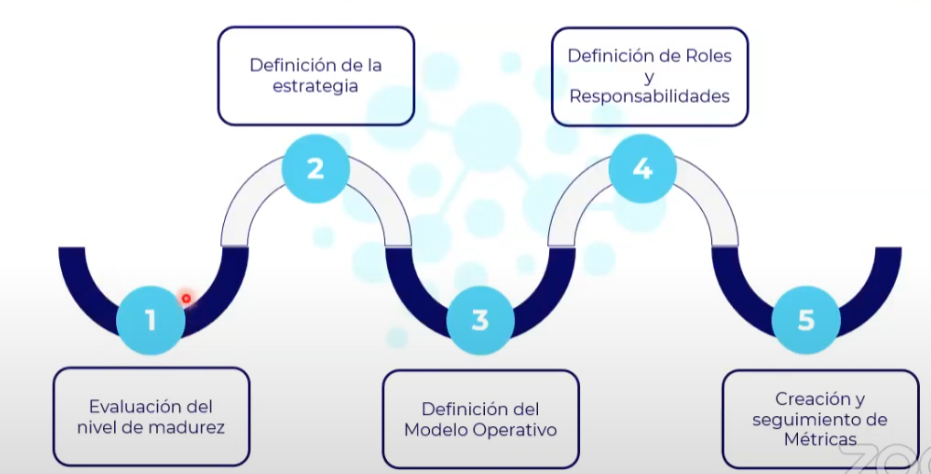 Definición de la
estrategia
Definición de Roles
y
Responsabilidades
2
4
1
3
5
Evaluación del
nivel de madurez
Definición del
Modelo Operativo
Creación y
seguimiento de
Métricas